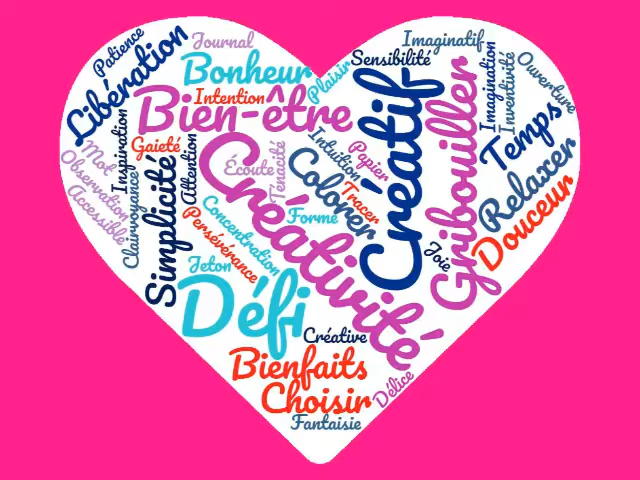 Patience
Libération
Journal
Bonheur
Plaisir
Imaginatif
Sensibilité
Créatif
Gribouiller
Imagination
Inventivité
Ouverture
Temps
Relaxer
Douceur
Intention
Bien-être
Inspiration
Mot
Observation
Accessible
Clairvoyance
Gaieté
Simplicité
Attention
Écoute
Ténacité
Intuition
Papier
Colorer
Tracer
Créativité
Concentration
Forme
Persévérance
Jeton
Joie
Défi
Créative
Bienfaits
Choisir
Délice
Fantaisie